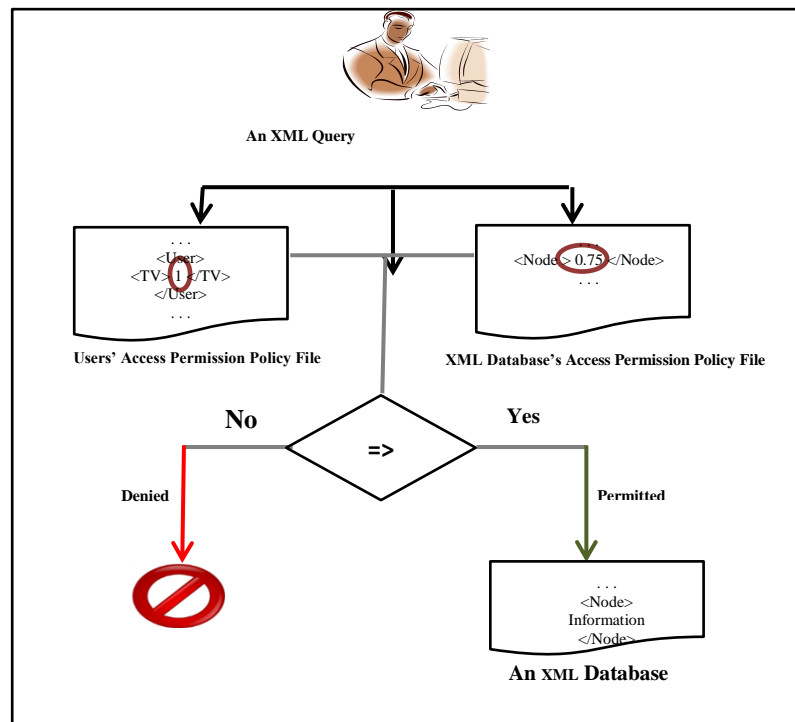 An XML Query
. . .
<User>
<TV> 1 </TV>
</User>
. . .
Users' Access Permission Policy File
. . .
<Node > 0.75 </Node>
. . .
XML Database's Access Permission Policy File
No
Yes
=>
Denied
Permitted
. . .
<Node>
Information
</Node>
An XML Database